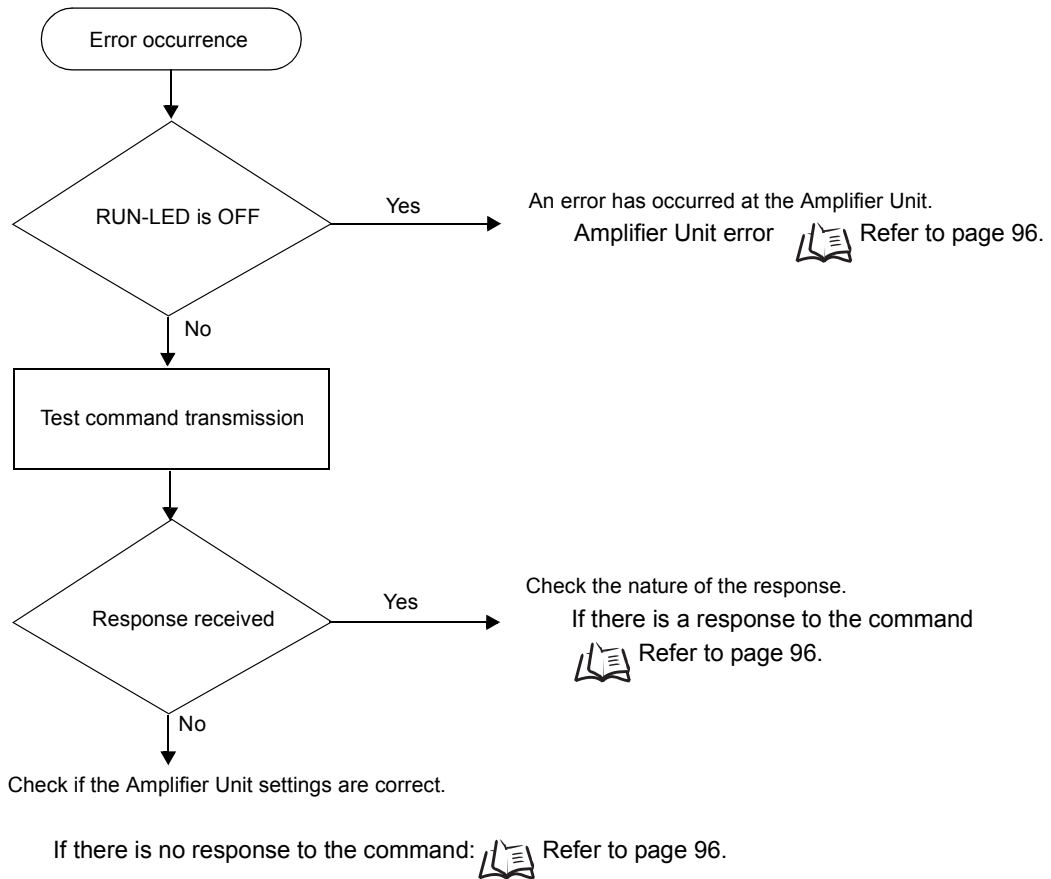 Error occurrence
RUN-LED is OFF
Yes
An error has occurred at the Amplifier Unit.
Amplifier Unit error Refer to page 96.
No
Test command transmission
Response received
Yes
Check the nature of the response.
If there is a response to the command
Refer to page 96.
No
Check if the Amplifier Unit settings are correct.
If there is no response to the command: Refer to page 96.